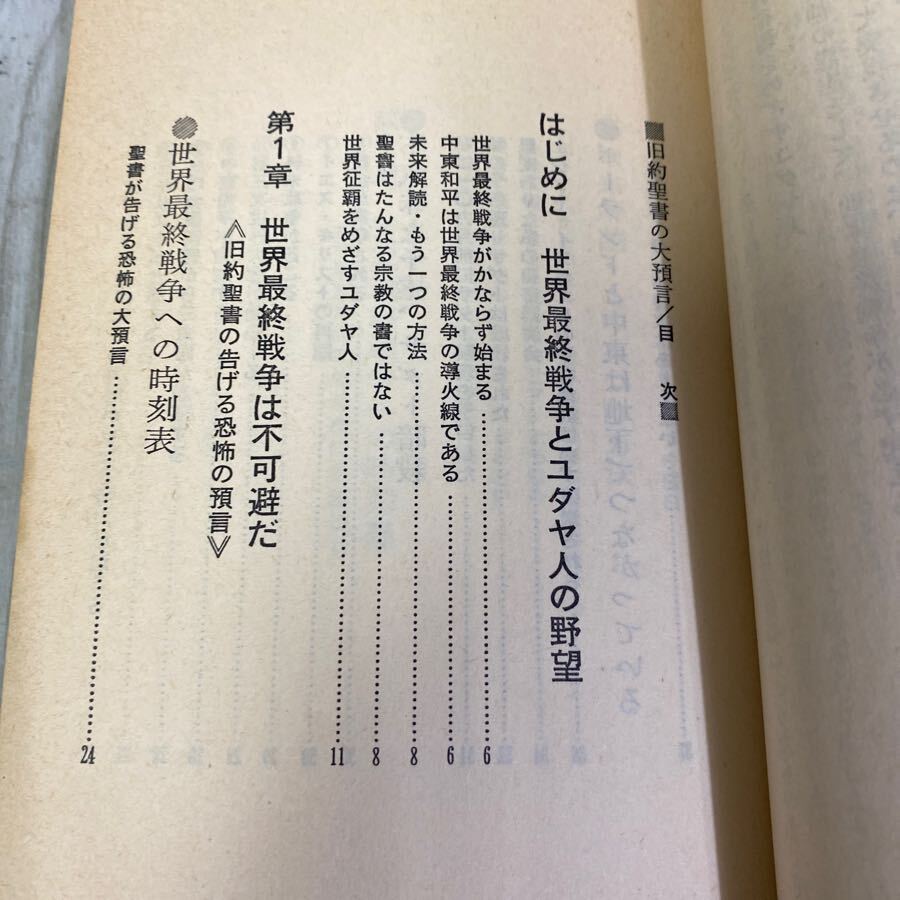 ■旧約聖書の大預言/目 次■
はじめに 世界最終戦争とユダヤ人の野望
世界最終戦争がかならず始まる……6
中東和平は世界最終戦争の導火線である……6
未来解読・もう一つの方法……8
聖書はたんなる宗教の書ではない……8
世界征覇をめざすユダヤ人……11
第1章 世界最終戦争は不可避だ
《旧約聖書の告げる恐怖の預言》
●世界最終戦争への時刻表
聖書が告げる恐怖の大預言……24